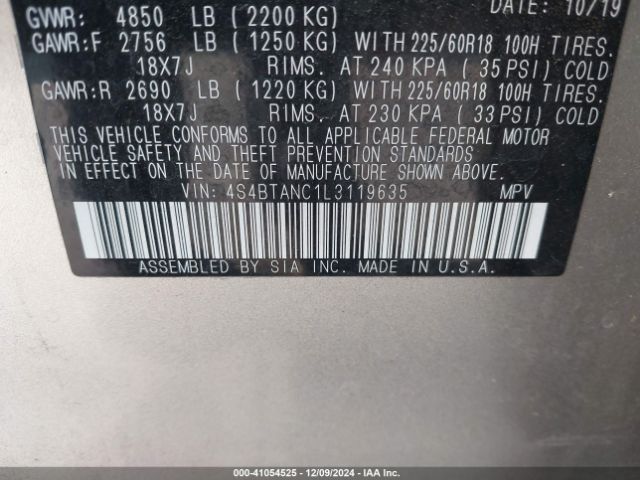 GVWR: 4850 LB (2200 KG) DATE: 10/19
GAWR:F 2756 LB (1250 KG) WITH 225/60R18 100H TIRES.
18X7J RIMS. AT 240 KPA (35 PSI) COLD
GAWR:R 2690 LB (1220 KG) WITH 225/60R18 100H TIRES.
18X7J RIMS. AT 230 KPA (33 PSI) COLD
THIS VEHICLE CONFORMS TO ALL APPLICABLE FEDERAL MOTOR
VEHICLE SAFETY AND THEFT PREVENTION STANDARDS
IN EFFECT ON THE DATE OF MANUFACTURE SHOWN ABOVE.
VIN: 4S4BTANC1L3119635 MPV
ASSEMBLED BY SIA INC. MADE IN U.S.A.
000-41054525 - 12/09/2024 - IAAI.com